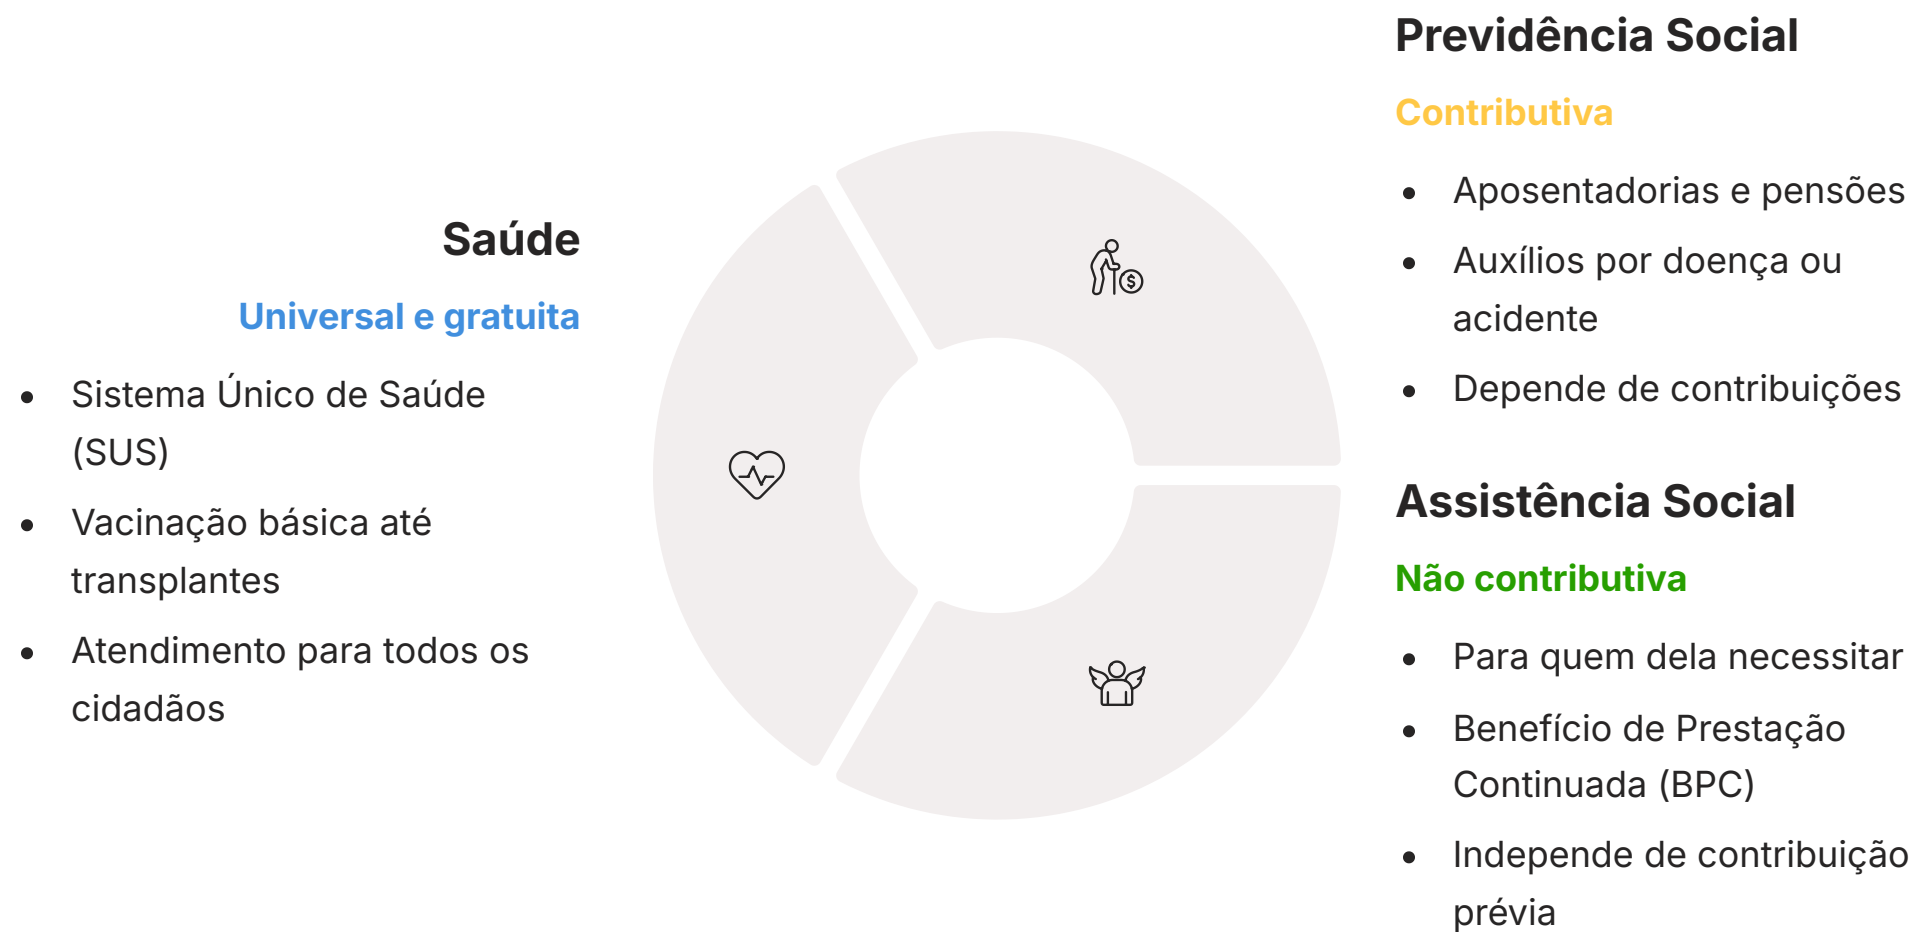 Saúde
Universal e gratuita
• Sistema Único de Saúde
(SUS)
• Vacinação básica até
transplantes
• Atendimento para todos os
cidadãos
Previdência Social
Contributiva
• Aposentadorias e pensões
• Auxílios por doença ou
acidente
• Depende de contribuições
Assistência Social
Não contributiva
• Para quem dela necessitar
• Benefício de Prestação
Continuada (BPC)
• Independe de contribuição
prévia
$